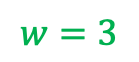 w = 3